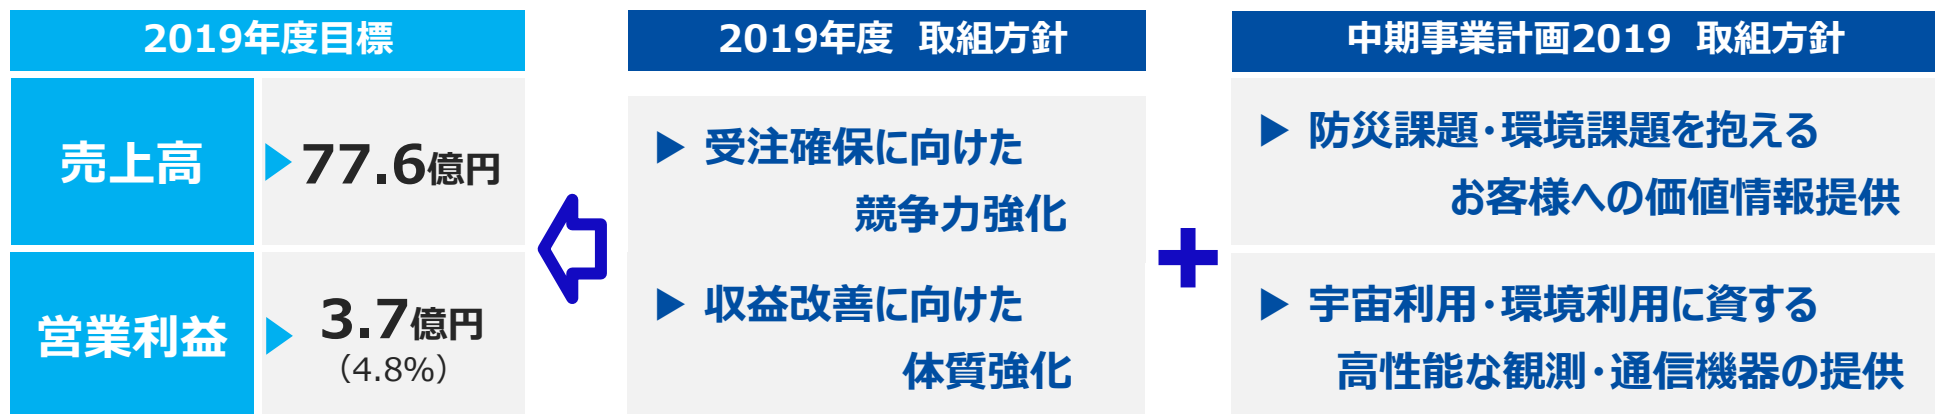 2019年度目標
売上高
▶ 77.6億円
営業利益
▶ 3.7億円
（4.8%）
2019年度 取組方針
▶ 受注確保に向けた
競争力強化
▶ 収益改善に向けた
体質強化
+
中期事業計画2019 取組方針
▶ 防災課題･環境課題を抱える
お客様への価値情報提供
▶ 宇宙利用･環境利用に資する
高性能な観測･通信機器の提供